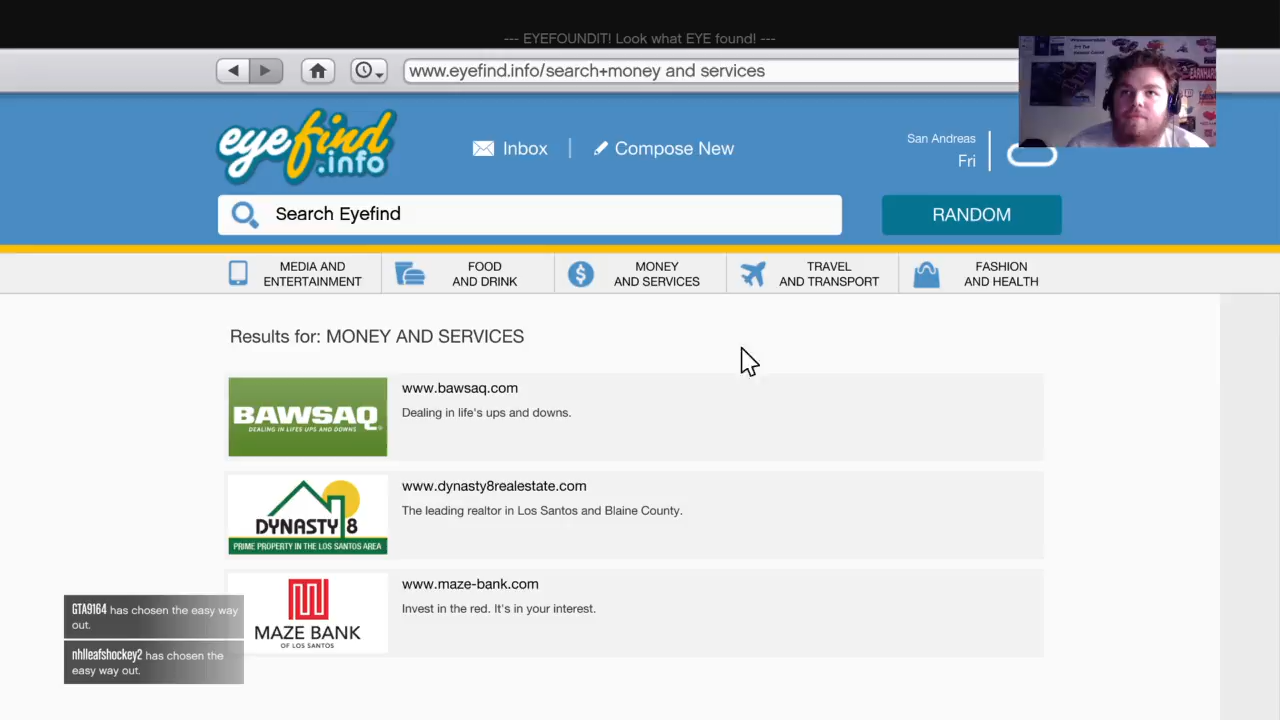 --- EYEFOUNDIT! Look what EYE found! ---
www.eyefind.info/search+money and services
eyefind
.info
Inbox
Compose New
San Andreas
Fri
EARNHAR
Search Eyefind
RANDOM
MEDIA AND
ENTERTAINMENT
FOOD
AND DRINK
MONEY
AND SERVICES
TRAVEL
AND TRANSPORT
FASHION
AND HEALTH
Results for: MONEY AND SERVICES
BAWSAQ
DEALING IN LIFES UPS AND DOWNS
www.bawsaq.com
Dealing in life's ups and downs.
DYNASTY 8
PRIME PROPERTY IN THE LOS SANTOS AREA
www.dynasty8realestate.com
The leading realtor in Los Santos and Blaine County.
MAZE BANK
OF LOS SANTOS
www.maze-bank.com
Invest in the red. It's in your interest.
GTA9164 has chosen the easy way
out.
nhlleafshockey2 has chosen the
easy way out.